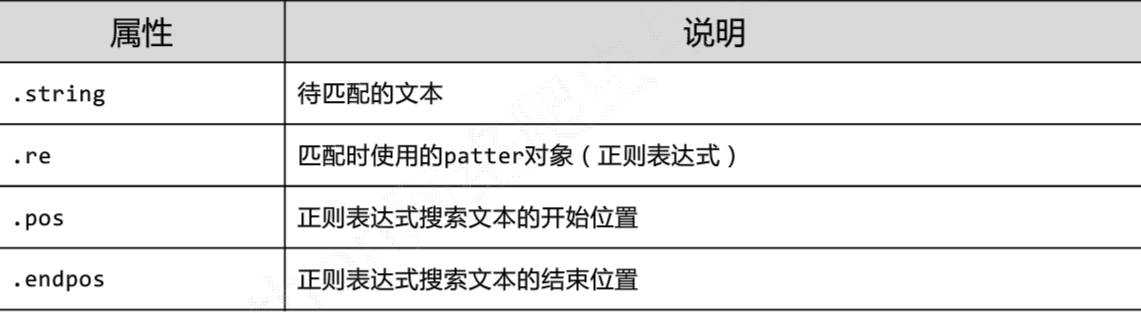 属性 说明
.string 待匹配的文本
.re 匹配时使用的patter对象（正则表达式）
.pos 正则表达式搜索文本的开始位置
.endpos 正则表达式搜索文本的结束位置